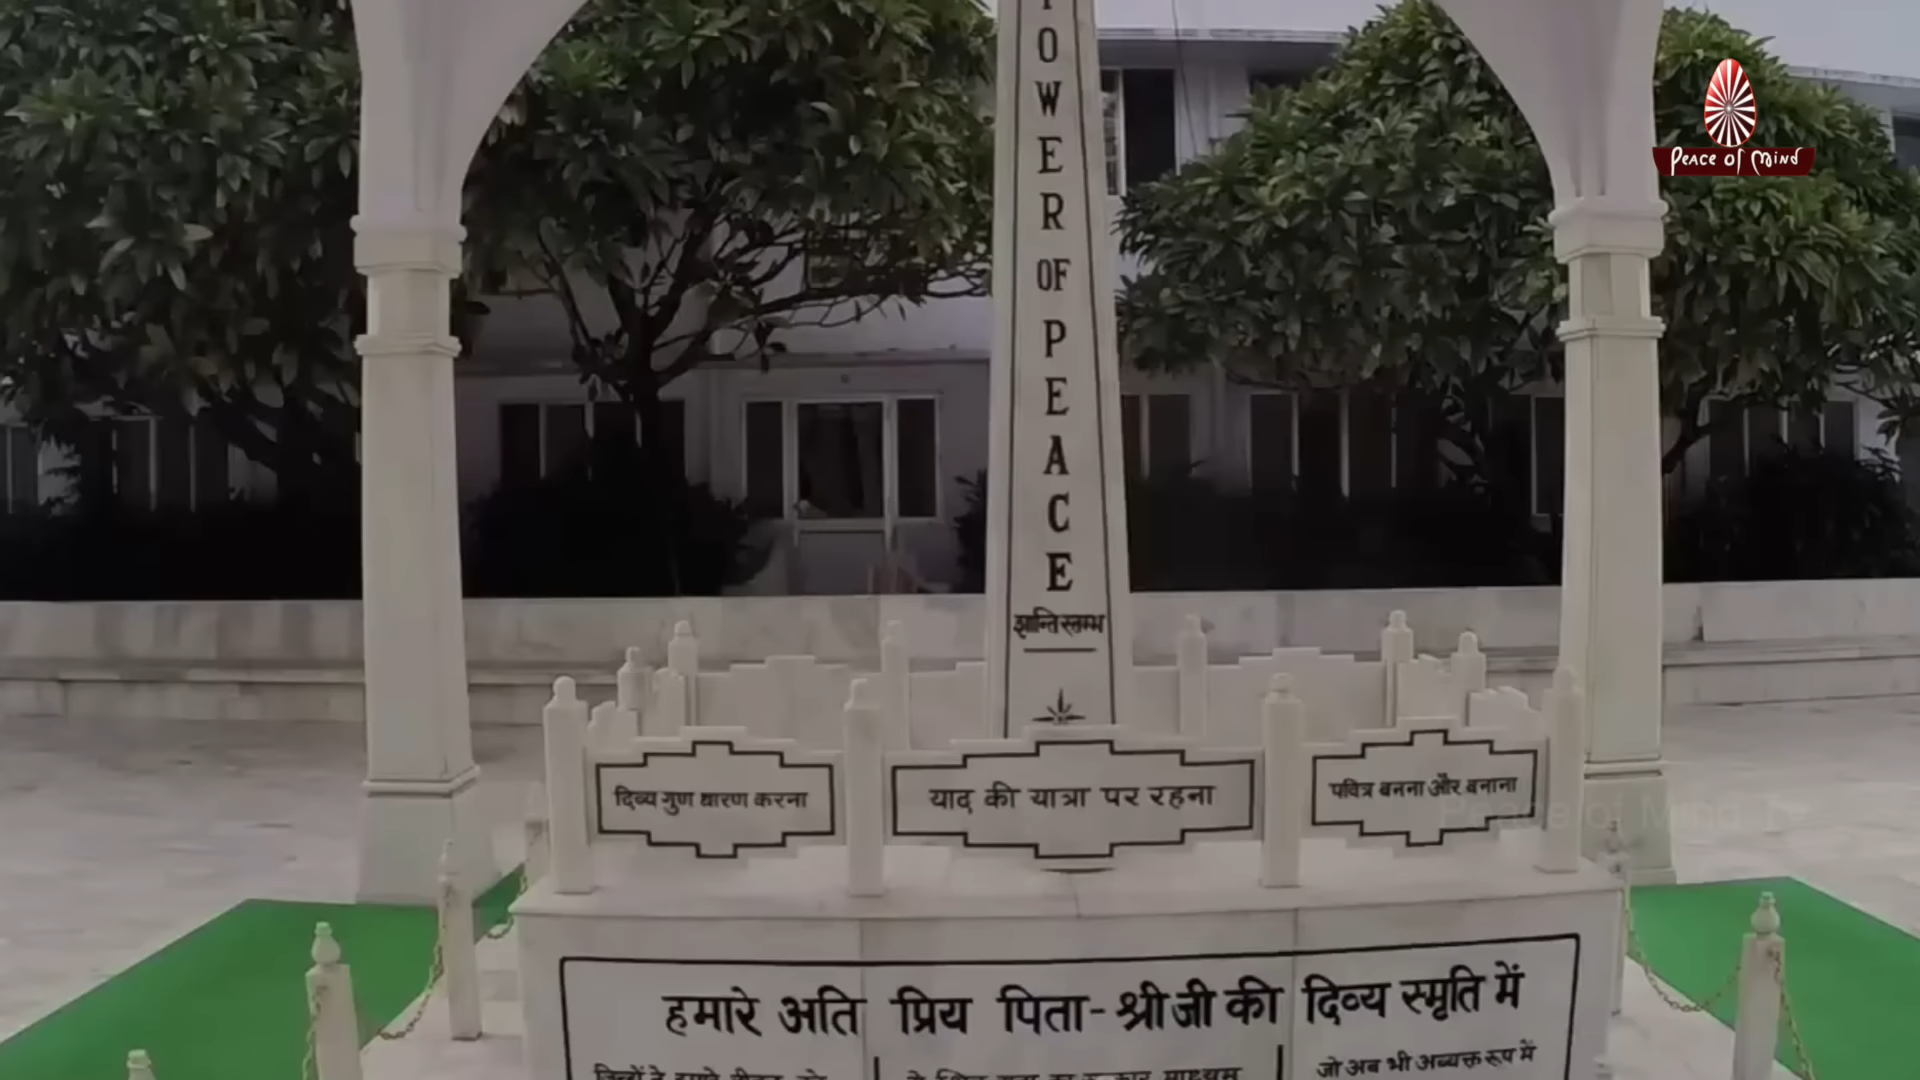 TOWER OF PEACE
शान्ति स्तम्भ
PEACE OF MIND
दिव्य गुण धारण करना
याद की यात्रा पर रहना
पवित्र बनना और बनाना
हमारे अति प्रिय पिता-श्री जी की दिव्य स्मृति में
जो अब भी अव्यक्त रूप में